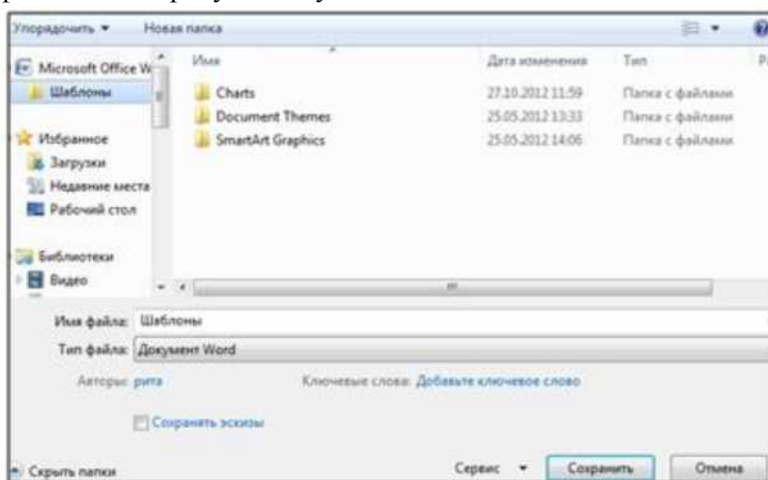 Упорядочить Новая папка
Microsoft Office W Имя Дата изменения Тип
Шаблоны Charts 27.10.2012 11:59 Папка с файлами
Document Themes 25.05.2012 13:33 Папка с файлами
Избранное SmartArt Graphics 25.05.2012 14:06 Папка с файлами
Загрузки
Недавние места
Рабочий стол
Библиотеки
Видео
Имя файла: Шаблоны
Тип файла: Документ Word
Авторы: рита Ключевые слова: Добавьте ключевое слово
Сохранять эскизы
Скрыть папки Сервис Сохранить Отмена